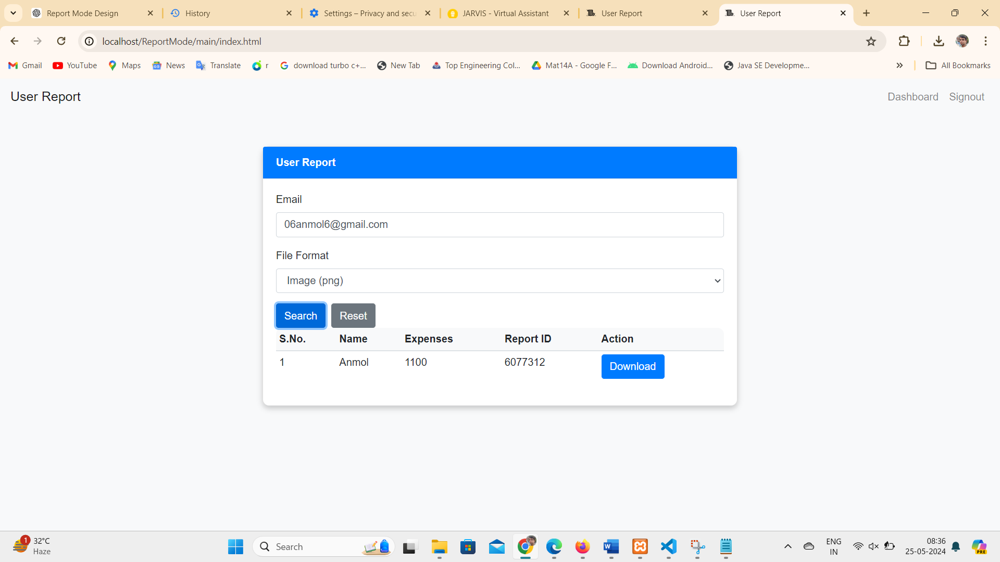 Report Mode Design
History
Settings – Privacy and secu
JARVIS - Virtual Assistant
User Report
User Report
localhost/ReportMode/main/index.html
Gmail
YouTube
Maps
News
Translate
r
download turbo c+...
New Tab
Top Engineering Col...
Mat14A - Google F...
Download Android...
Java SE Developme...
All Bookmarks
User Report
Dashboard Signout
User Report
Email
06anmol6@gmail.com
File Format
Image (png)
Search Reset
S.No. Name Expenses Report ID Action
1 Anmol 1100 6077312 Download
1
32°C
Haze
Search
PRE
ENG
IN
08:36
25-05-2024